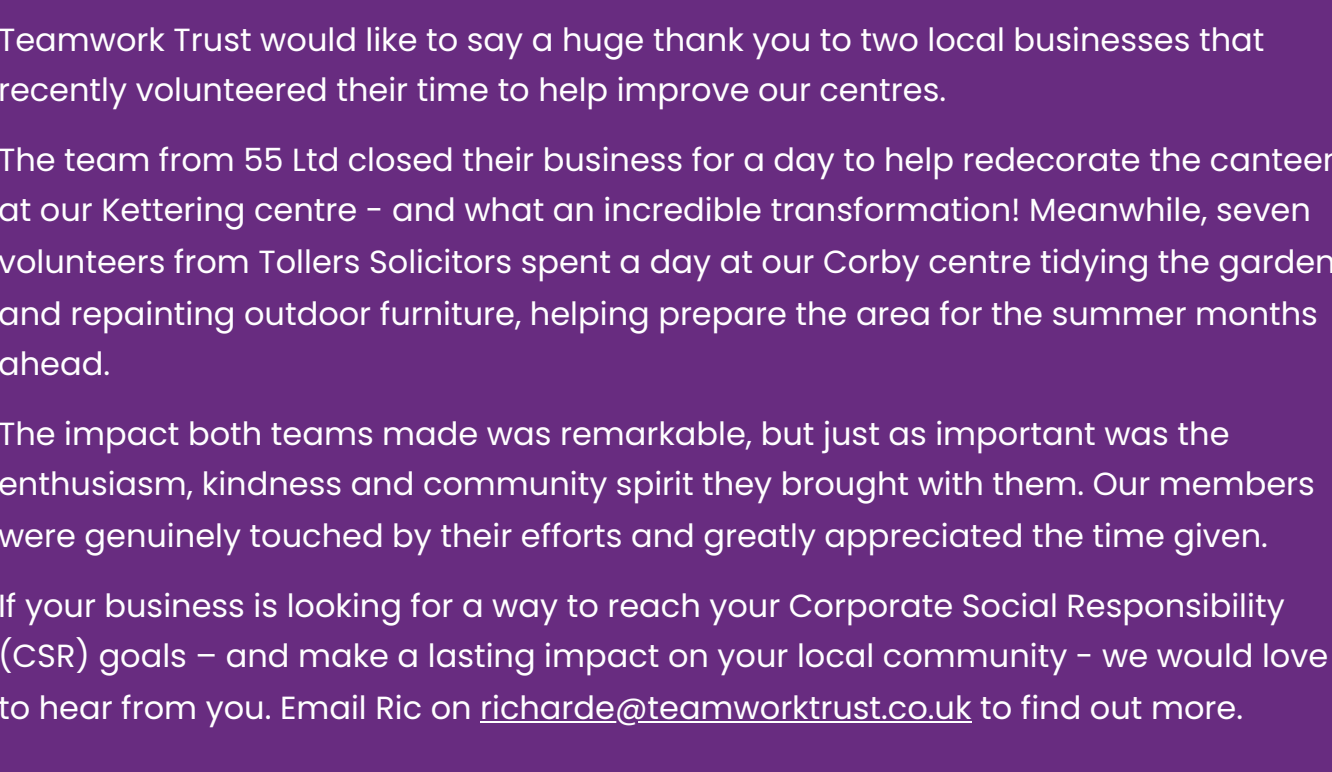 Teamwork Trust would like to say a huge thank you to two local businesses that
recently volunteered their time to help improve our centres.
The team from 55 Ltd closed their business for a day to help redecorate the canteen
at our Kettering centre - and what an incredible transformation! Meanwhile, seven
volunteers from Tollers Solicitors spent a day at our Corby centre tidying the garden
and repainting outdoor furniture, helping prepare the area for the summer months
ahead.
The impact both teams made was remarkable, but just as important was the
enthusiasm, kindness and community spirit they brought with them. Our members
were genuinely touched by their efforts and greatly appreciated the time given.
If your business is looking for a way to reach your Corporate Social Responsibility
(CSR) goals – and make a lasting impact on your local community - we would love
to hear from you. Email Ric on richarde@teamworktrust.co.uk to find out more.